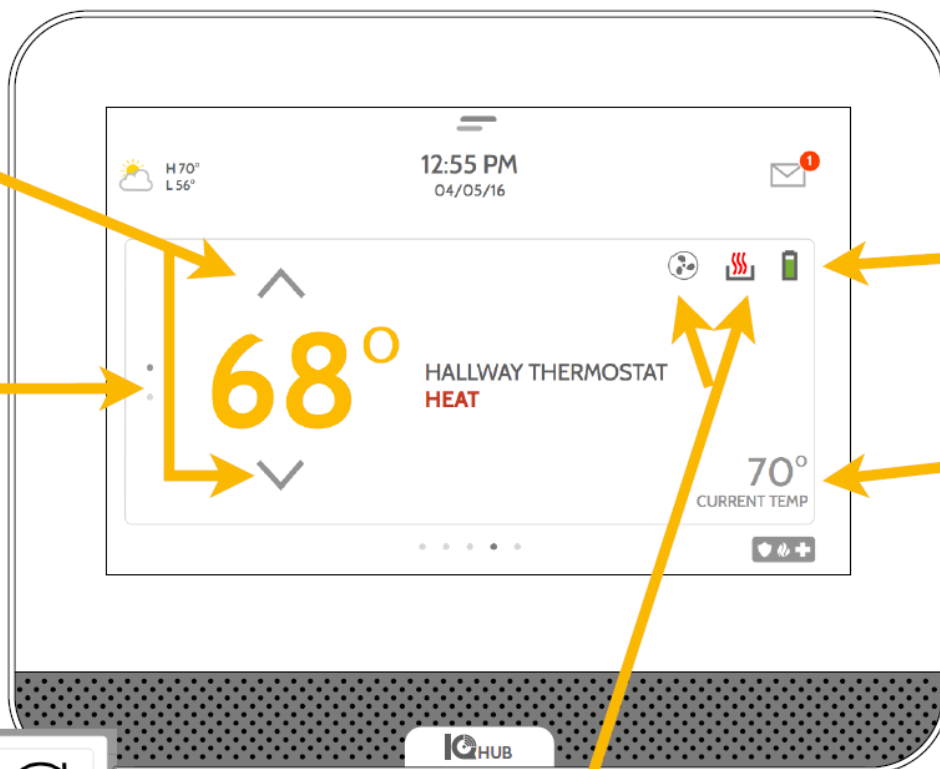 12:55 PM
04/05/16
H 70°
L 56°
1
68°
HALLWAY THERMOSTAT
HEAT
70°
CURRENT TEMP
IQ HUB